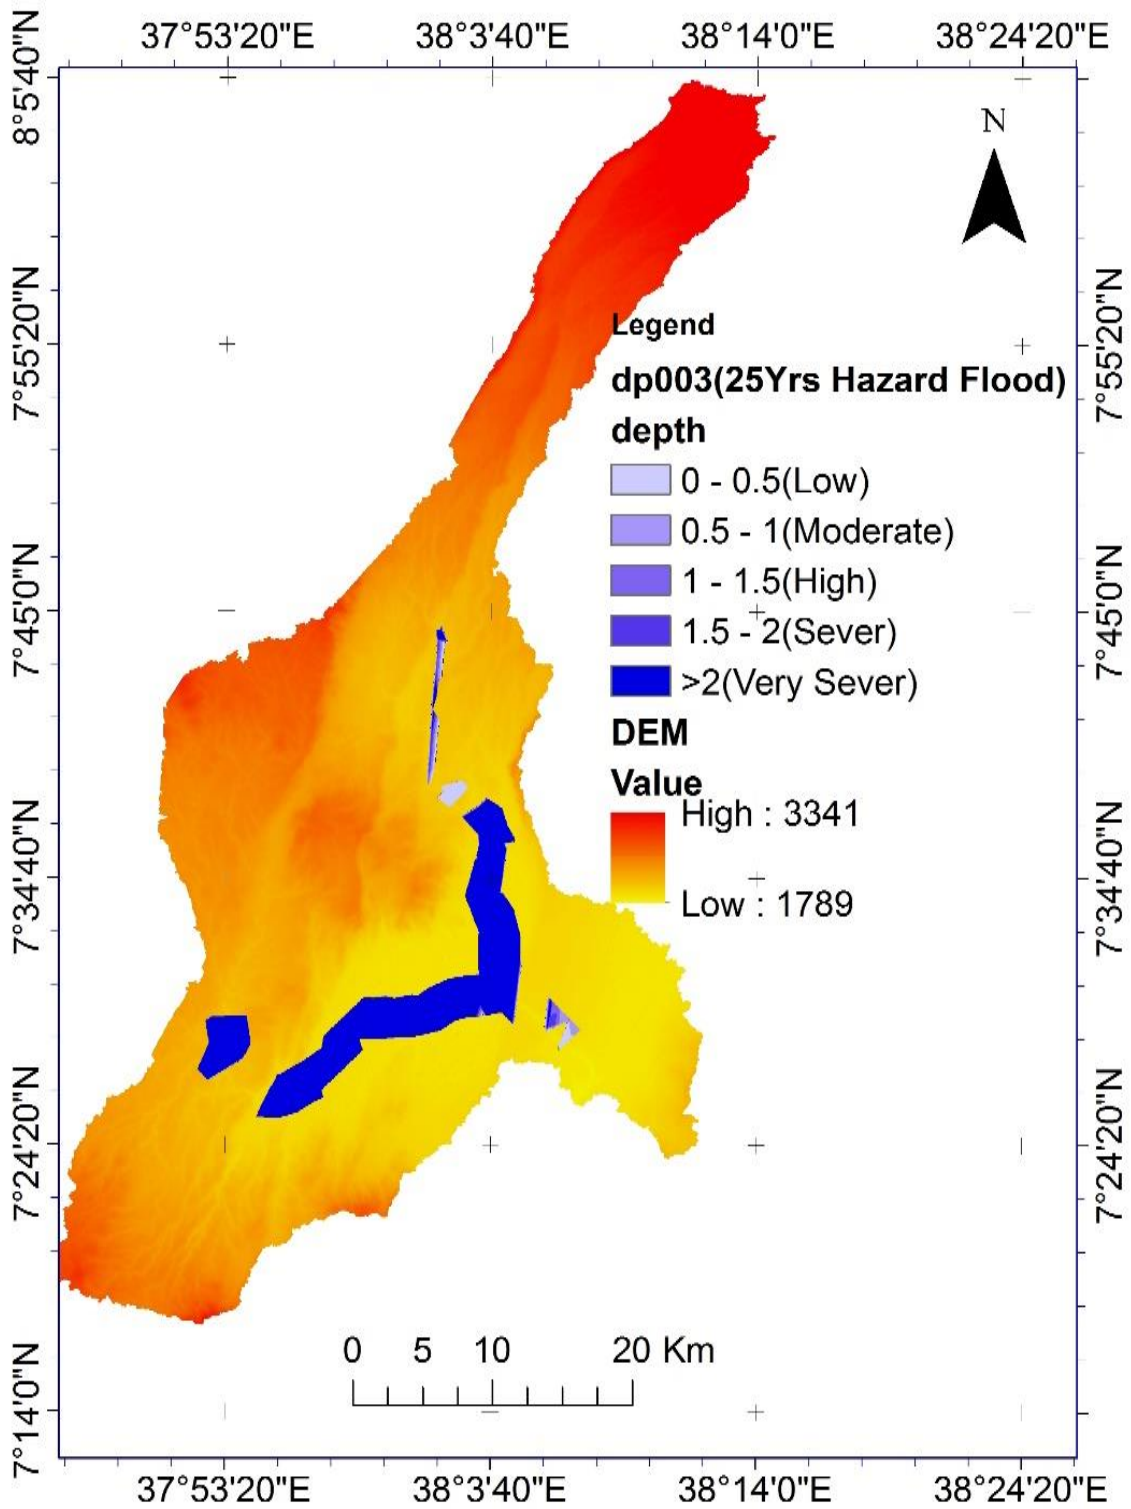 37°53'20"E 38°3'40"E 38°14'0"E 38°24'20"E
8°5'40"N
7°55'20"N
7°45'0"N
7°34'40"N
7°24'20"N
7°14'0"N
N
Legend
dp003(25Yrs Hazard Flood)
depth
0 - 0.5(Low)
0.5 - 1(Moderate)
1 - 1.5(High)
1.5 - 2(Sever)
>2(Very Sever)
DEM
Value
High : 3341
Low : 1789
7°55'20"N
7°45'0"N
7°34'40"N
7°24'20"N
0 5 10 20 Km
37°53'20"E 38°3'40"E 38°14'0"E 38°24'20"E